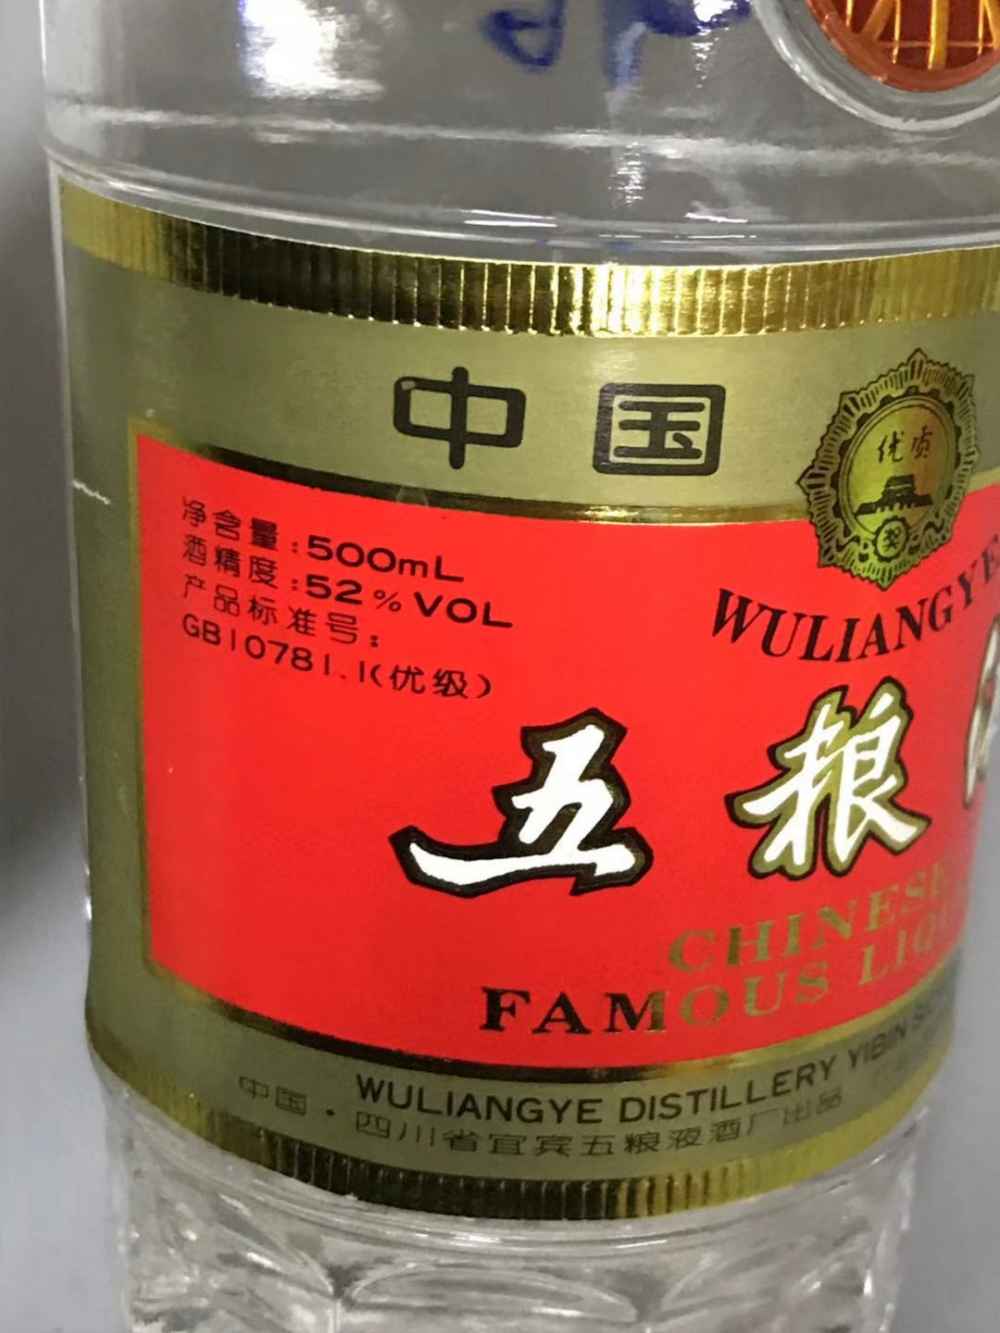 中国
优质
奖
净含量:500mL
酒精度:52%VOL
产品标准号:
GB10781.1(优级)
WULIANGYE
五粮
CHINESE
FAMOUS
WULIANGYE DISTILLERY YIBIN
中国·四川省宜宾五粮液酒厂出品